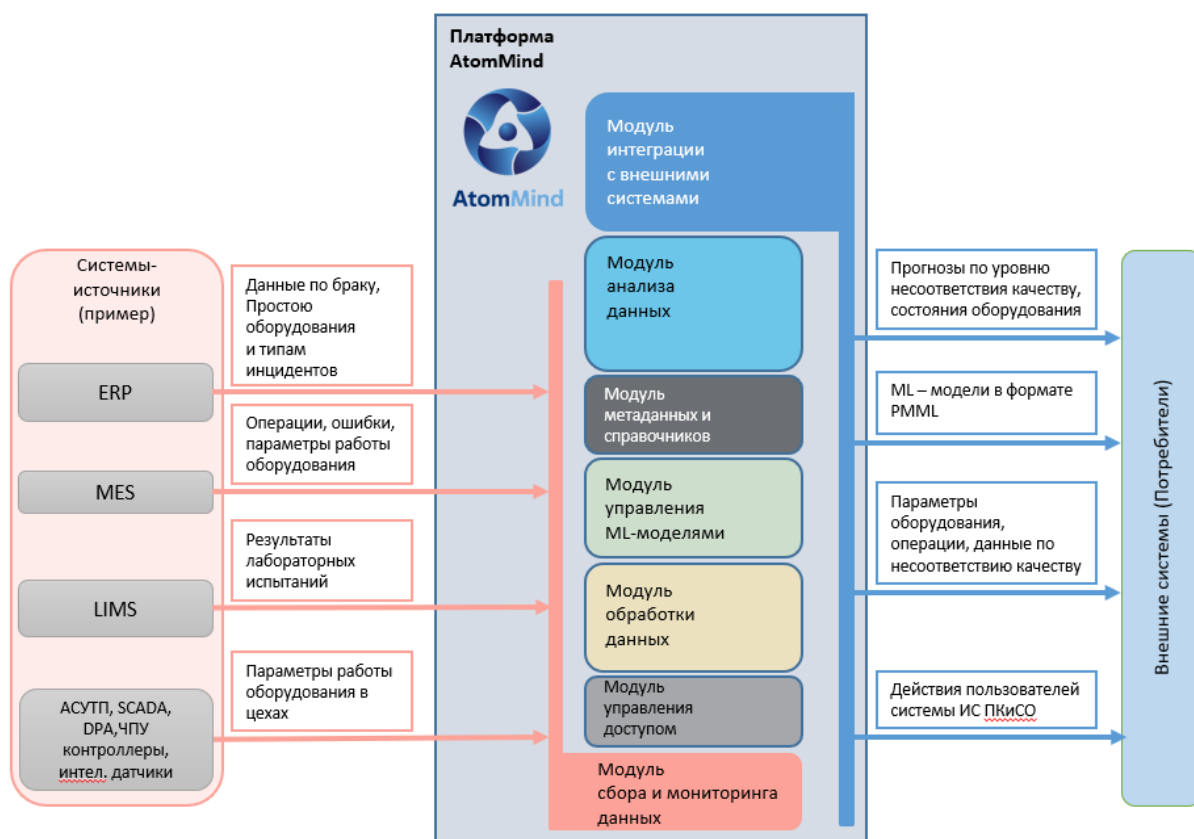 Платформа
AtomMind
AtomMind
Модуль
интеграции
с внешними
системами
Системы-
источники
(пример)
ERP
MES
LIMS
АСУТП, SCADA,
DPA,ЧПУ
контроллеры,
интел. датчики
Данные по браку,
Простою
оборудования
и типам
инцидентов
Операции, ошибки,
параметры работы
оборудования
Результаты
лабораторных
испытаний
Параметры работы
оборудования в
цехах
Модуль
анализа
данных
Модуль
метаданных и
справочников
Модуль
управления
ML-моделями
Модуль
обработки
данных
Модуль
управления
доступом
Модуль
сбора и мониторинга
данных
Прогнозы по уровню
несоответствия качеству,
состояния оборудования
ML – модели в формате
PMML
Параметры
оборудования,
операции, данные по
несоответствию качеству
Действия пользователей
системы ИС ПКиСО
Внешние системы (Потребители)